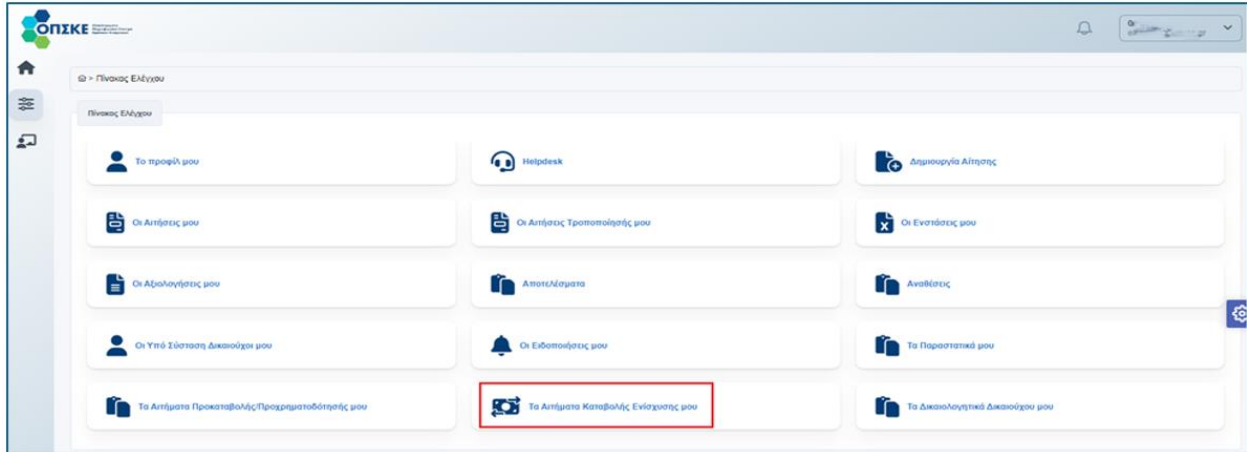 ΟΠΣΚΕ
> Πίνακας Ελέγχου
Πίνακας Ελέγχου
Το προφίλ μου
Helpdesk
Δημιουργία Αίτησης
Οι Αιτήσεις μου
Οι Αιτήσεις Τροποποίησής μου
Οι Ενστάσεις μου
Οι Αξιολογήσεις μου
Αποτελέσματα
Αναθέσεις
Οι Υπό Σύσταση Δικαιούχοι μου
Οι Ειδοποιήσεις μου
Τα Παραστατικά μου
Τα Αιτήματα Προκαταβολής/Προχρηματοδότησής μου
Τα Αιτήματα Καταβολής Ενίσχυσης μου
Τα Δικαιολογητικά Δικαιούχου μου